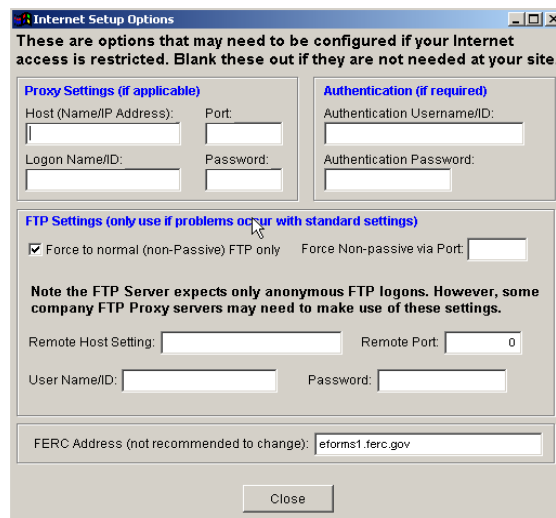 Internet Setup Options
These are options that may need to be configured if your Internet
access is restricted. Blank these out if they are not needed at your site
Proxy Settings (if applicable)
Authentication (if required)
Host (Name/IP Address):
Port:
Authentication Username/ID:
Logon Name/ID:
Password:
Authentication Password:
FTP Settings (only use if problems occur with standard settings)
Force to normal (non-Passive) FTP only
Force Non-passive via Port:
Note the FTP Server expects only anonymous FTP logons. However, some
company FTP Proxy servers may need to make use of these settings.
Remote Host Setting:
Remote Port:
0
User Name/ID:
Password:
FERC Address (not recommended to change):
eforms1.ferc.gov
Close